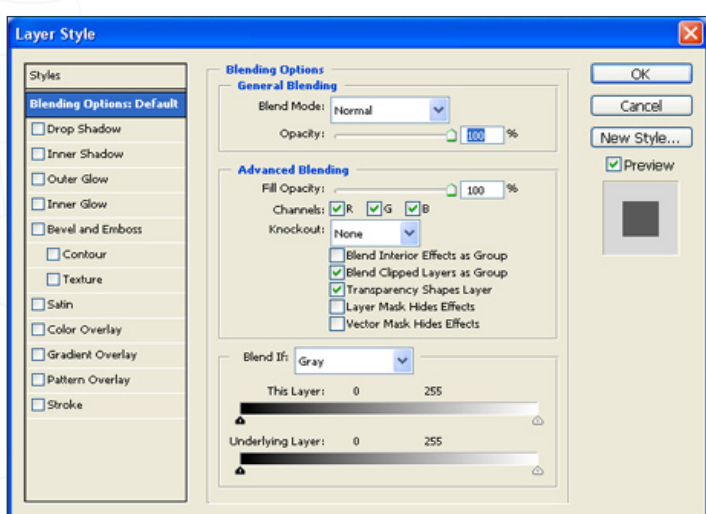 Layer Style
Styles
Blending Options: Default
Drop Shadow
Inner Shadow
Outer Glow
Inner Glow
Bevel and Emboss
Contour
Texture
Satin
Color Overlay
Gradient Overlay
Pattern Overlay
Stroke
Blending Options
General Blending
Blend Mode: Normal
Opacity: 100 %
Advanced Blending
Fill Opacity: 100 %
Channels: R G B
Knockout: None
Blend Interior Effects as Group
Blend Clipped Layers as Group
Transparency Shapes Layer
Layer Mask Hides Effects
Vector Mask Hides Effects
Blend If: Gray
This Layer: 0 255
Underlying Layer: 0 255
OK
Cancel
New Style...
Preview